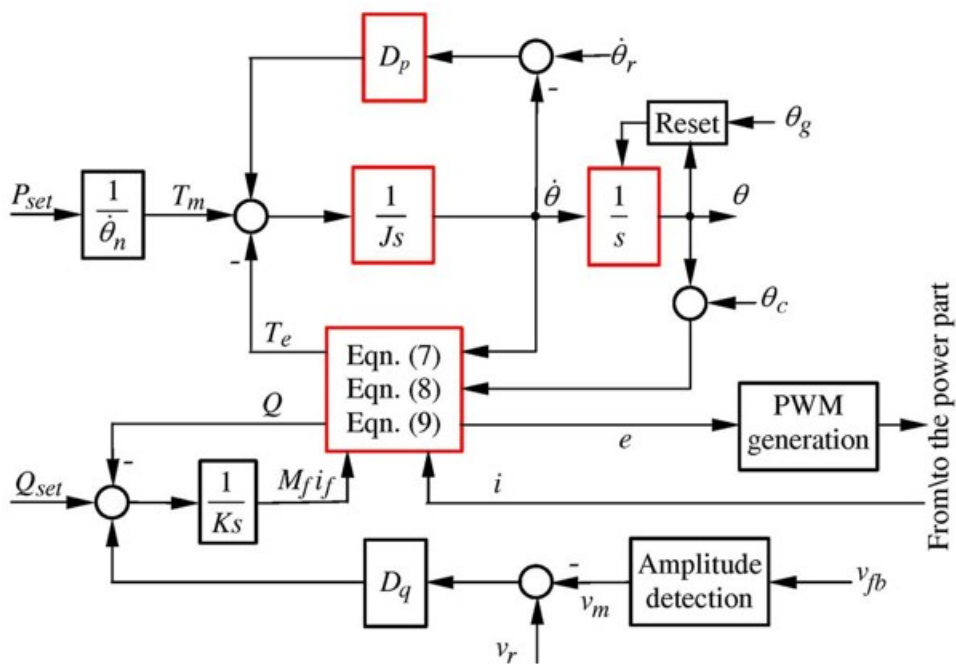 D_p
-
θ̇_r
Reset
θ_g
P_set
1
θ̇_n
T_m
-
1
Js
θ̇
1
s
θ
θ_c
T_e
Eqn. (7)
Eqn. (8)
Eqn. (9)
Q
-
e
PWM
generation
From\to the power part
Q_set
1
Ks
M_f i_f
i
D_q
-
v_m
Amplitude
detection
v_fb
v_r